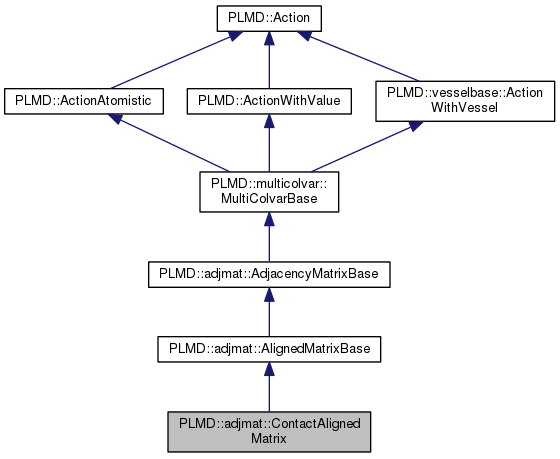 PLMD::Action
PLMD::ActionAtomistic
PLMD::ActionWithValue
PLMD::vesselbase::Action
WithVessel
PLMD::multicolvar::
MultiColvarBase
PLMD::adjmat::AdjacencyMatrixBase
PLMD::adjmat::AlignedMatrixBase
PLMD::adjmat::ContactAligned
Matrix